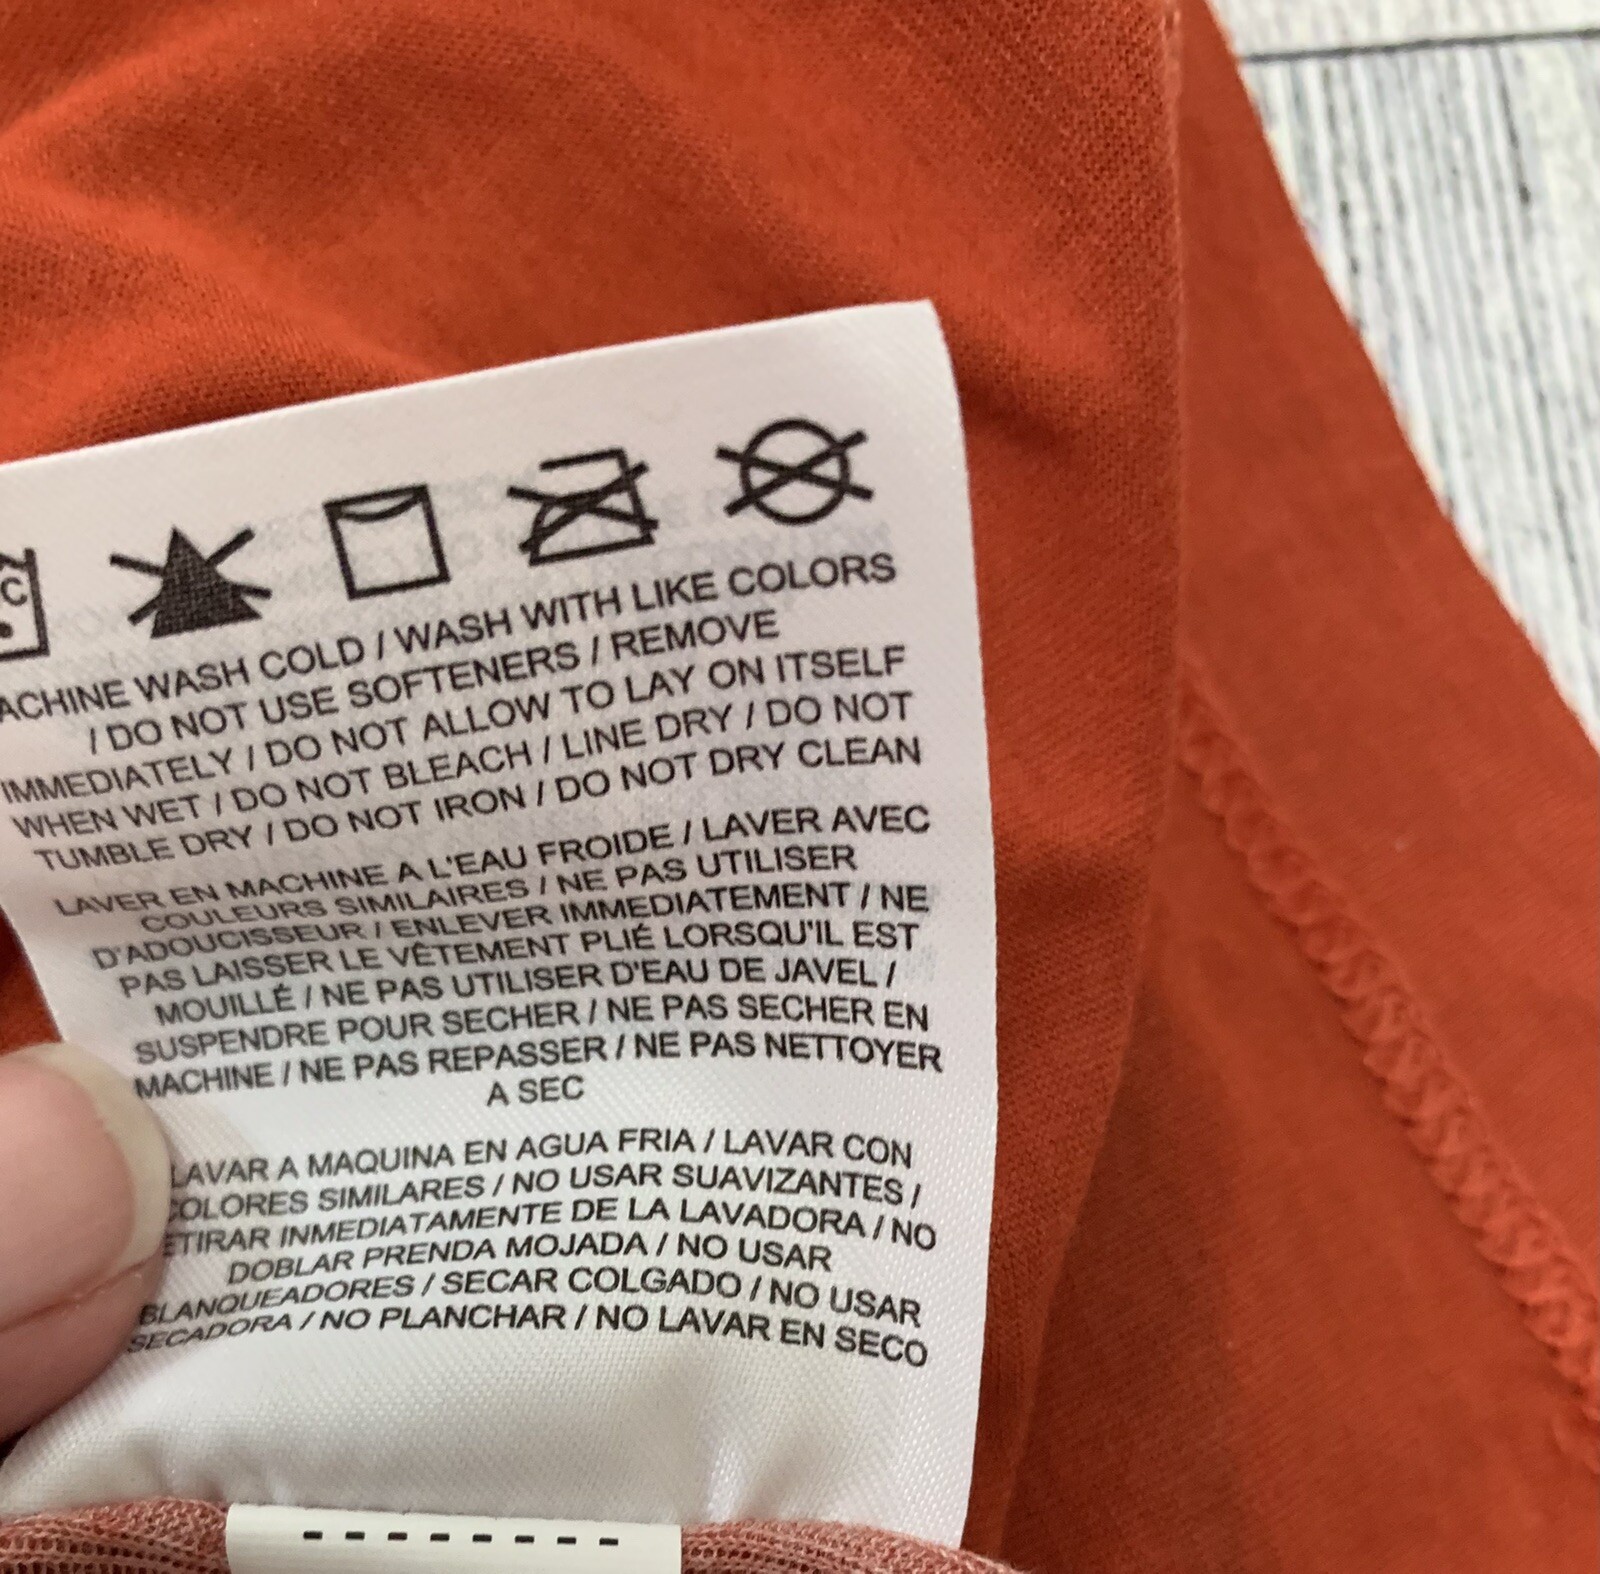 C
ACHINE WASH COLD / WASH WITH LIKE COLORS
/ DO NOT USE SOFTENERS / REMOVE
IMMEDIATELY / DO NOT ALLOW TO LAY ON ITSELF
WHEN WET / DO NOT BLEACH / LINE DRY / DO NOT
TUMBLE DRY / DO NOT IRON / DO NOT DRY CLEAN
LAVER EN MACHINE A L'EAU FROIDE / LAVER AVEC
COULEURS SIMILAIRES / NE PAS UTILISER
D'ADOUCISSEUR / ENLEVER IMMEDIATEMENT / NE
PAS LAISSER LE VÊTEMENT PLIÉ LORSQU'IL EST
MOUILLÉ / NE PAS UTILISER D'EAU DE JAVEL /
SUSPENDRE POUR SECHER / NE PAS SECHER EN
MACHINE / NE PAS REPASSER / NE PAS NETTOYER
A SEC
LAVAR A MAQUINA EN AGUA FRIA / LAVAR CON
COLORES SIMILARES / NO USAR SUAVIZANTES /
ETIRAR INMEDIATAMENTE DE LA LAVADORA / NO
DOBLAR PRENDA MOJADA / NO USAR
BLANQUEADORES / SECAR COLGADO / NO USAR
SECADORA / NO PLANCHAR / NO LAVAR EN SECO